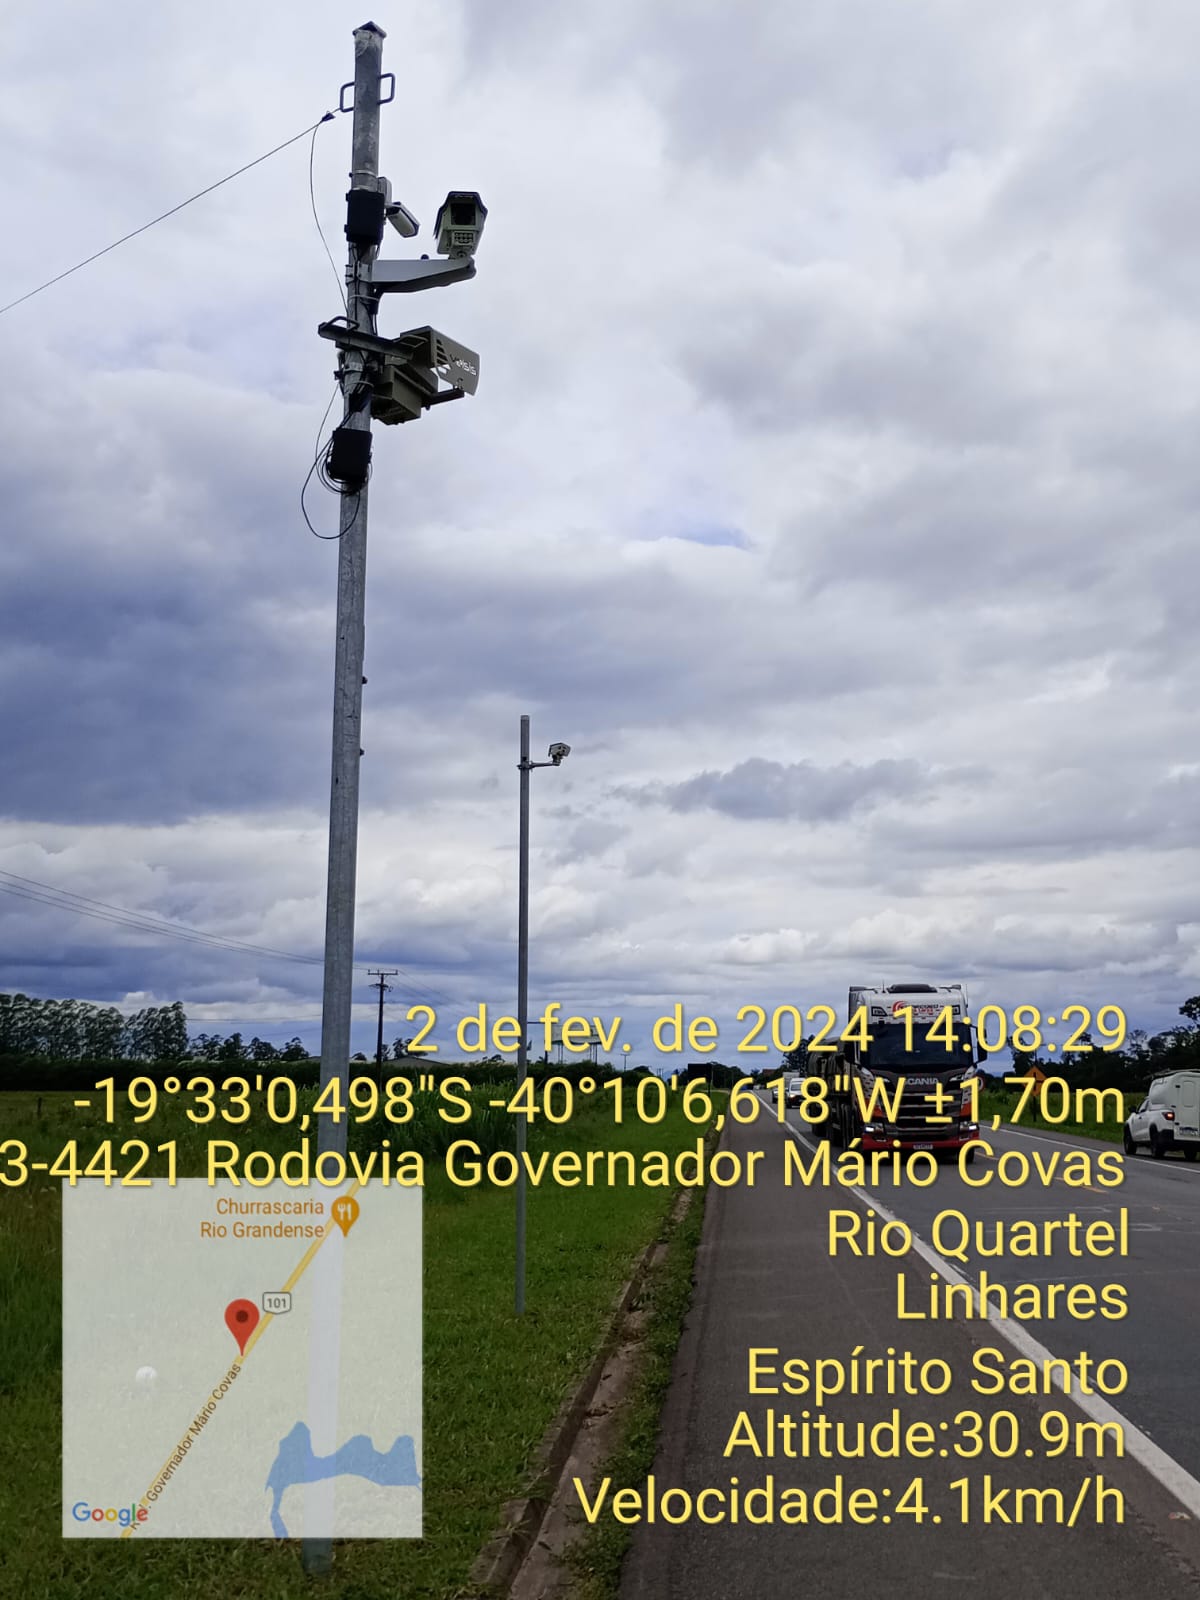 velsis
2 de fev. de 2024 14:08:29
-19°33'0,498"S -40°10'6,618"W ±1,70m
3-4421 Rodovia Governador Mário Covas
Rio Quartel
Linhares
Espírito Santo
Altitude:30.9m
Velocidade:4.1km/h
SCANIA
Churrascaria
Rio Grandense
101
Governador Mário Covas
Google